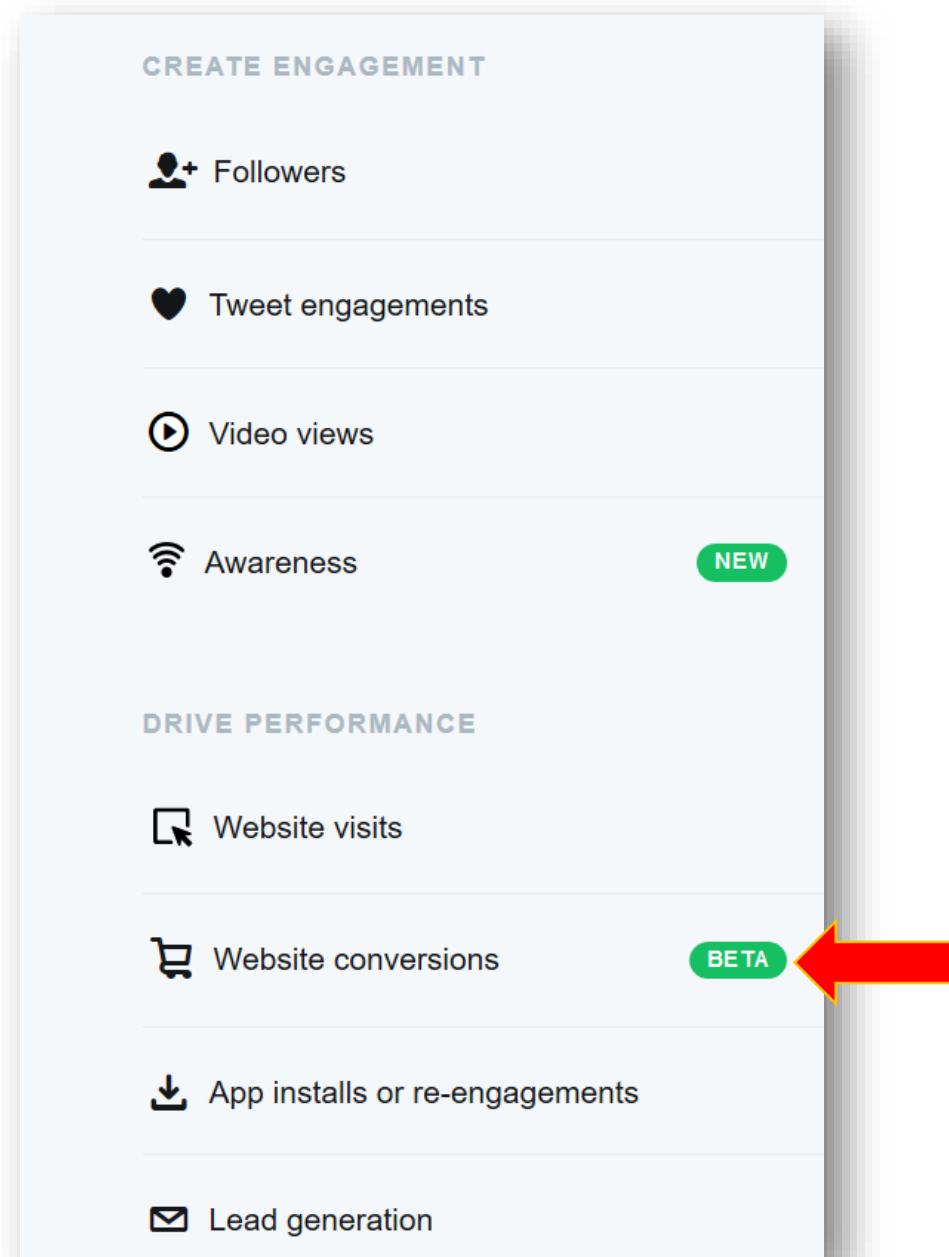 CREATE ENGAGEMENT
Followers
Tweet engagements
Video views
Awareness NEW
DRIVE PERFORMANCE
Website visits
Website conversions BETA
App installs or re-engagements
Lead generation